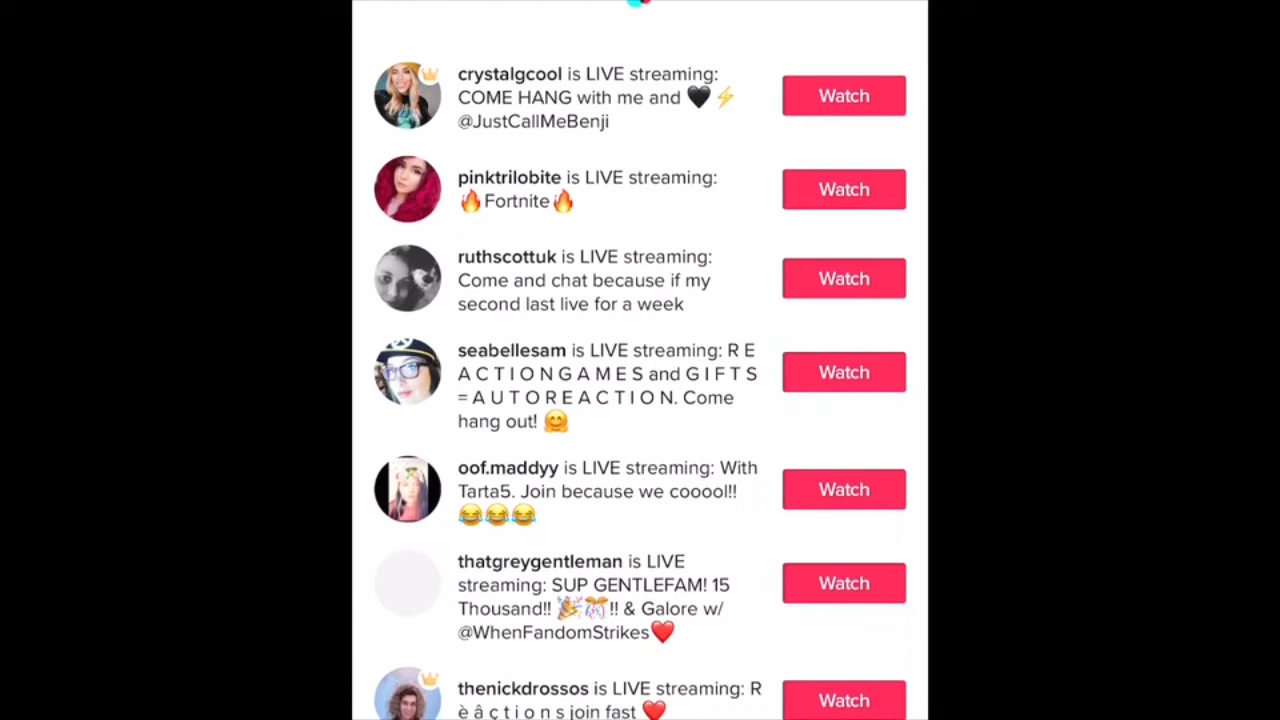 crystalgcool is LIVE streaming:
COME HANG with me and 🖤⚡
@JustCallMeBenji
Watch
pinktrilobite is LIVE streaming:
🔥Fortnite🔥
Watch
ruthscottuk is LIVE streaming:
Come and chat because if my
second last live for a week
Watch
seabellesam is LIVE streaming: R E
A C T I O N G A M E S and G I F T S
= A U T O R E A C T I O N. Come
hang out! 🤗
Watch
oof.maddyy is LIVE streaming: With
Tarta5. Join because we cooool!!
😂😂😂
Watch
thatgreygentleman is LIVE
streaming: SUP GENTLEFAM! 15
Thousand!! 🎉🎊!! & Galore w/
@WhenFandomStrikes❤️
Watch
thenickdrossos is LIVE streaming: R
è â ç t i o n s join fast ❤️
Watch